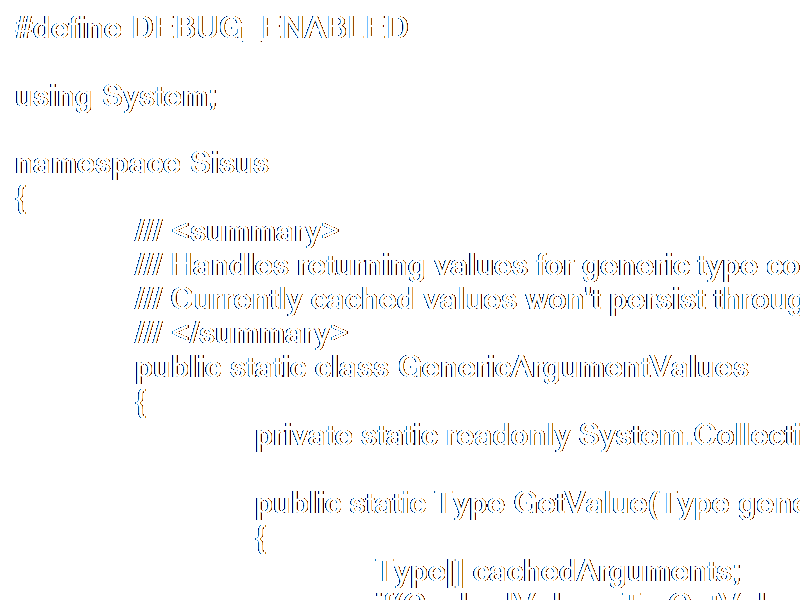 #define DEBUG_ENABLED
using System;
namespace Sisus
{
//// <summary>
//// Handles returning values for generic type co
//// Currently cached values won't persist throug
//// </summary>
public static class GenericArgumentValues
{
private static readonly System.Collecti
public static Type GetValue(Type gene
{
Type[] cachedArguments;